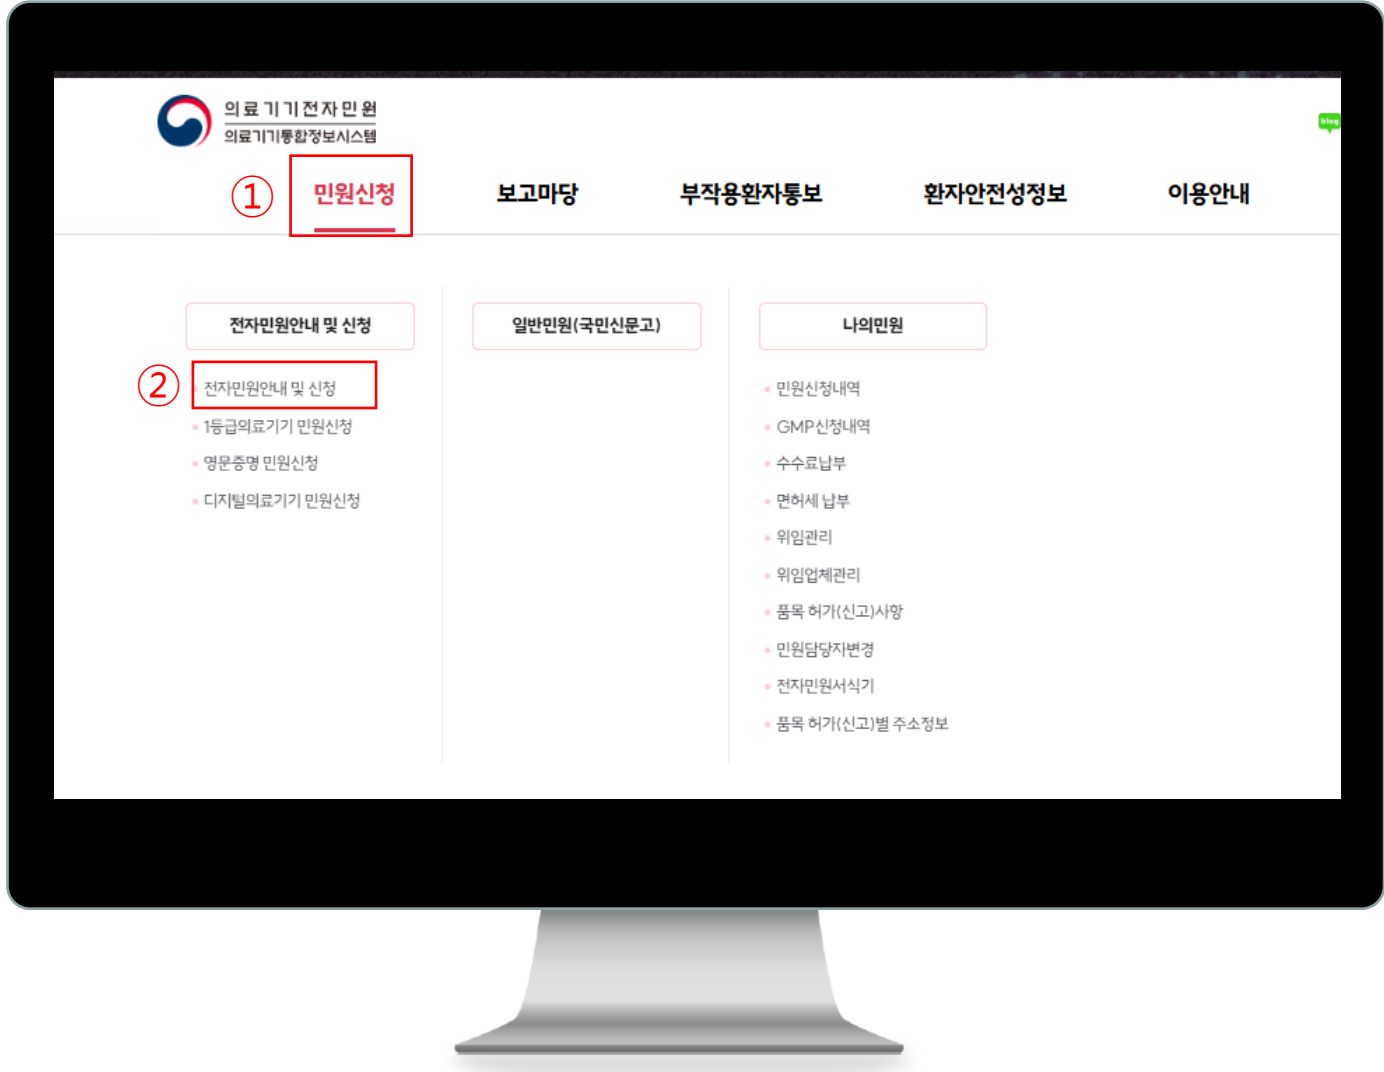 의료기기전자민원
의료기기통합정보시스템
blog
① 민원신청 보고마당 부작용환자통보 환자안전성정보 이용안내
전자민원안내 및 신청
② 전자민원안내 및 신청
1등급의료기기 민원신청
영문증명 민원신청
디지털의료기기 민원신청
일반민원(국민신문고)
나의민원
민원신청내역
GMP신청내역
수수료납부
면허세 납부
위임관리
위임업체관리
품목 허가(신고)사항
민원담당자변경
전자민원서식기
품목 허가(신고)별 주소정보